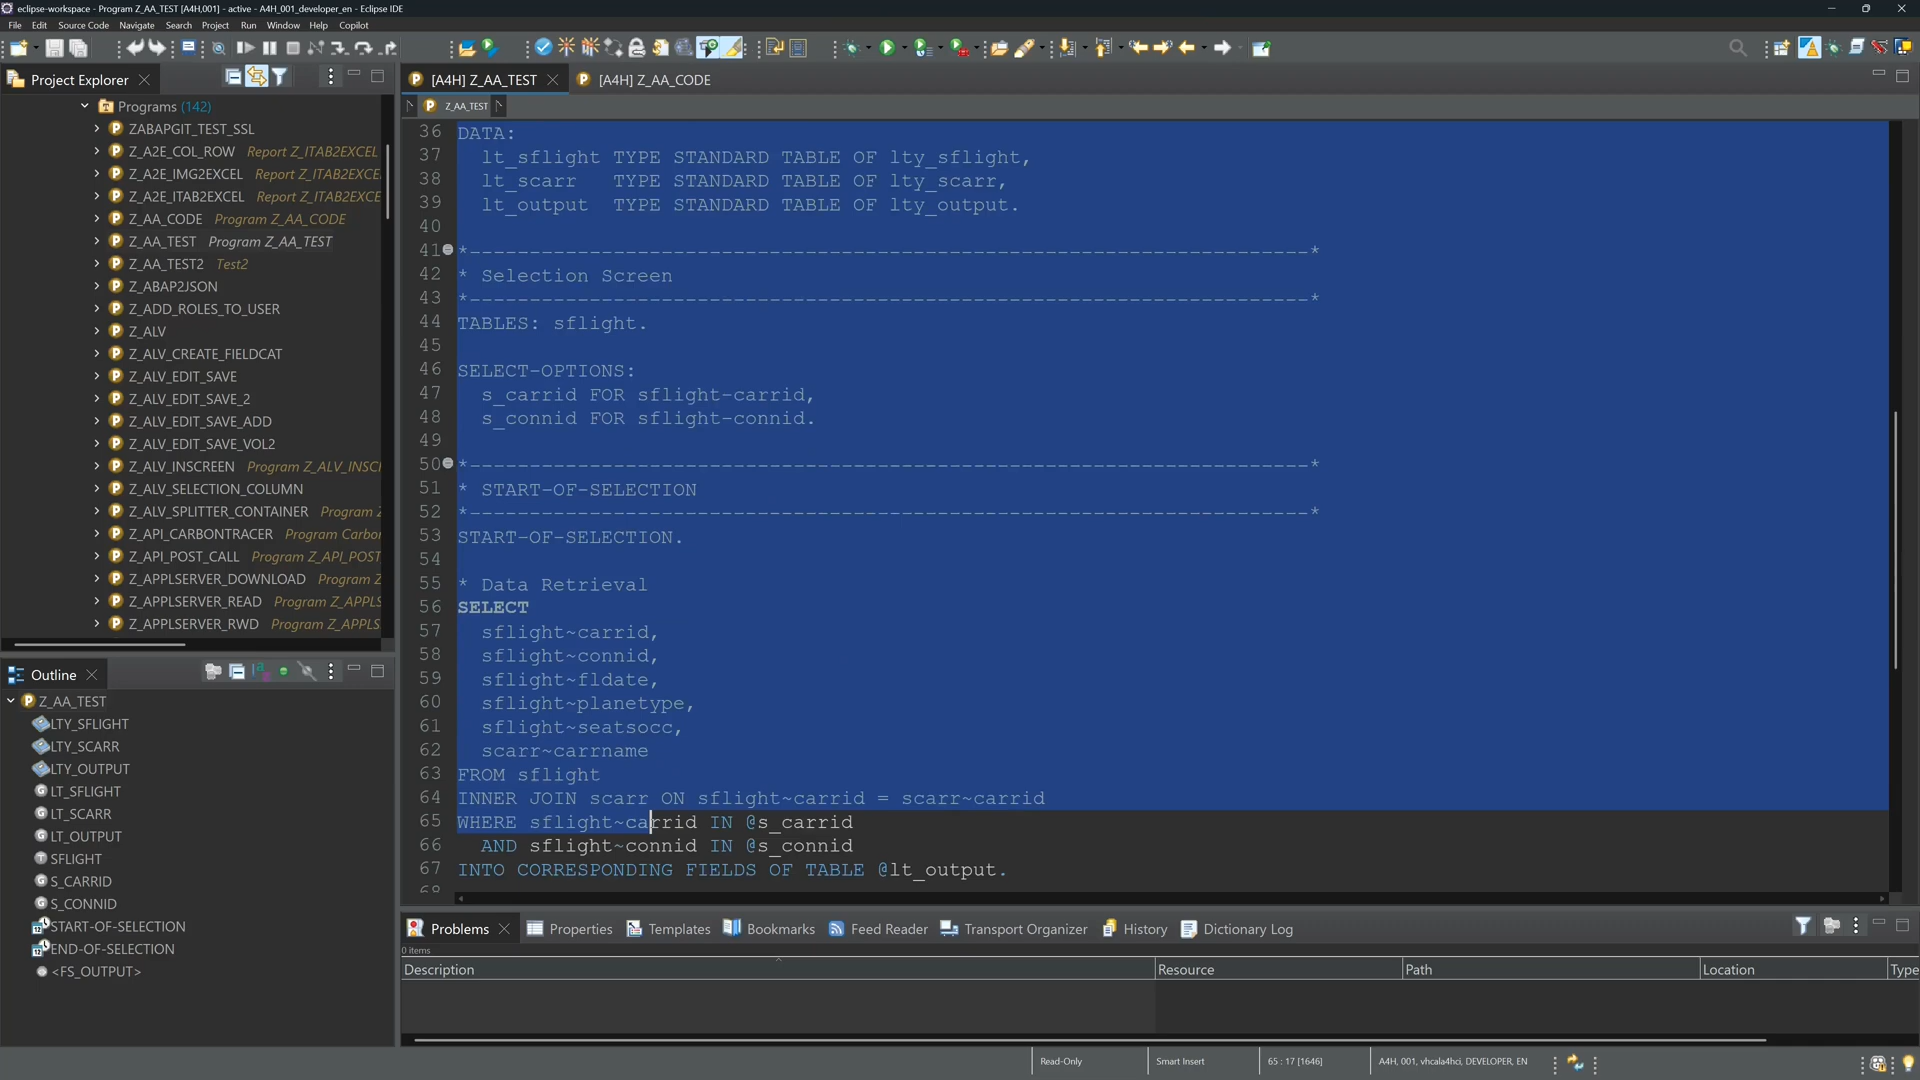 eclipse-workspace - Program Z_AA_TEST [A4H,001] - active - A4H_001_developer_en - Eclipse IDE
File Edit Source Code Navigate Search Project Run Window Help Copilot
Project Explorer
Programs (142)
ZABAPGIT_TEST_SSL
Z_A2E_COL_ROW Report Z_ITAB2EXCEL
Z_A2E_IMG2EXCEL Report Z_ITAB2EXCE
Z_A2E_ITAB2EXCEL Report Z_ITAB2EXCE
Z_AA_CODE Program Z_AA_CODE
Z_AA_TEST Program Z_AA_TEST
Z_AA_TEST2 Test2
Z_ABAP2JSON
Z_ADD_ROLES_TO_USER
Z_ALV
Z_ALV_CREATE_FIELDCAT
Z_ALV_EDIT_SAVE
Z_ALV_EDIT_SAVE_2
Z_ALV_EDIT_SAVE_ADD
Z_ALV_EDIT_SAVE_VOL2
Z_ALV_INSCREEN Program Z_ALV_INSCI
Z_ALV_SELECTION_COLUMN
Z_ALV_SPLITTER_CONTAINER Program Z
Z_API_CARBONTRACER Program Carbo
Z_API_POST_CALL Program Z_API_POST
Z_APPLSERVER_DOWNLOAD Program Z
Z_APPLSERVER_READ Program Z_APPLS
Z_APPLSERVER_RWD Program Z_APPLS
Outline
Z_AA_TEST
LTY_SFLIGHT
LTY_SCARR
LTY_OUTPUT
LT_SFLIGHT
LT_SCARR
LT_OUTPUT
SFLIGHT
S_CARRID
S_CONNID
START-OF-SELECTION
END-OF-SELECTION
<FS_OUTPUT>
[A4H] Z_AA_TEST [A4H] Z_AA_CODE
Z_AA_TEST
36 DATA:
37 lt_sflight TYPE STANDARD TABLE OF lty_sflight,
38 lt_scarr TYPE STANDARD TABLE OF lty_scarr,
39 lt_output TYPE STANDARD TABLE OF lty_output.
40
41 *----------------------------------------------------------------------*
42 * Selection Screen
43 *----------------------------------------------------------------------*
44 TABLES: sflight.
45
46 SELECT-OPTIONS:
47 s_carrid FOR sflight-carrid,
48 s_connid FOR sflight-connid.
49
50 *----------------------------------------------------------------------*
51 * START-OF-SELECTION
52 *----------------------------------------------------------------------*
53 START-OF-SELECTION.
54
55 * Data Retrieval
56 SELECT
57 sflight~carrid,
58 sflight~connid,
59 sflight~fldate,
60 sflight~planetype,
61 sflight~seatsocc,
62 scarr~carrname
63 FROM sflight
64 INNER JOIN scarr ON sflight~carrid = scarr~carrid
65 WHERE sflight~carrid IN @s_carrid
66 AND sflight~connid IN @s_connid
67 INTO CORRESPONDING FIELDS OF TABLE @lt_output.
68
Problems Properties Templates Bookmarks Feed Reader Transport Organizer History Dictionary Log
0 items
Description Resource Path Location Type
Read-Only Smart Insert 65 : 17 [1646] A4H, 001, vhcala4hci, DEVELOPER, EN